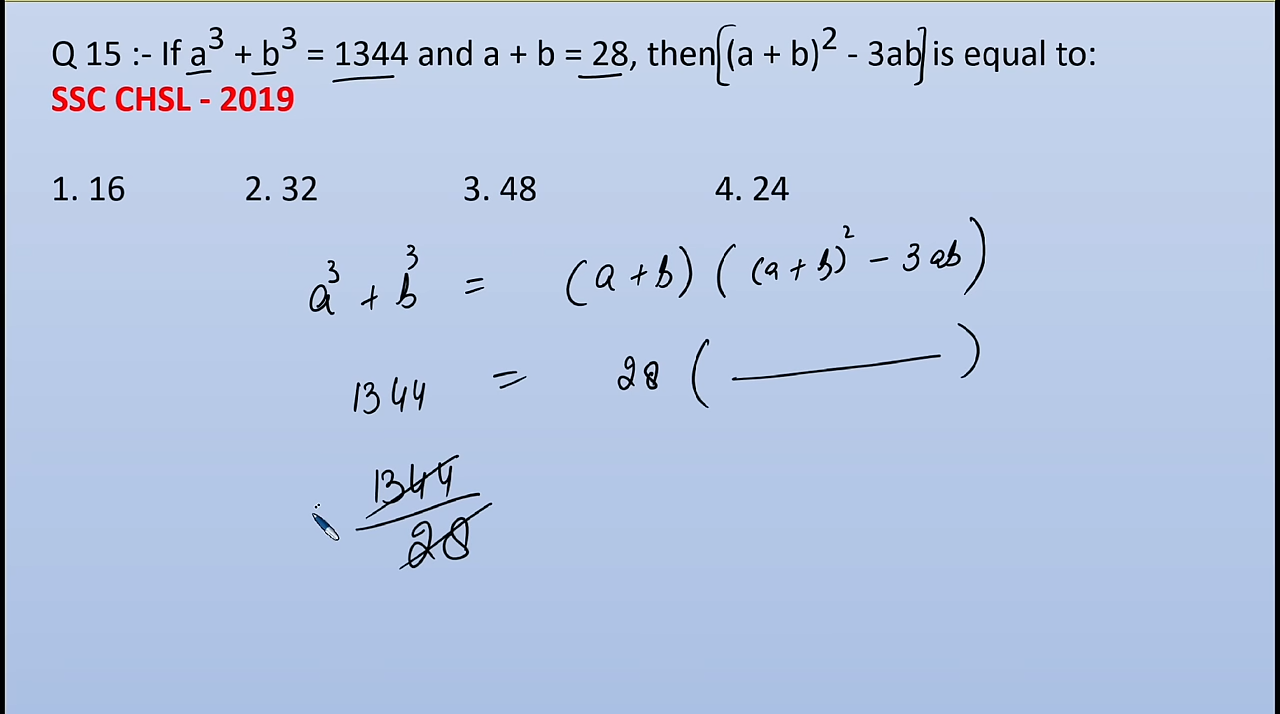 Q 15 :- If a³ + b³ = 1344 and a + b = 28, then [(a + b)² - 3ab] is equal to:
SSC CHSL - 2019
1. 16 2. 32 3. 48 4. 24
a³ + b³ = (a + b) ( (a + b)² - 3ab )
1344 = 28 ( ——— )
1344
28